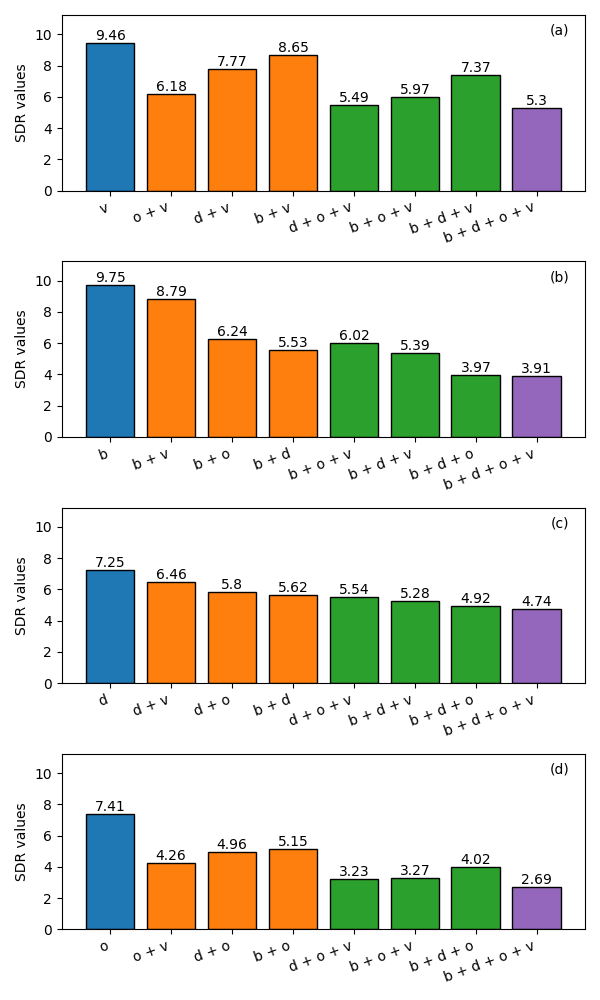 (a)
SDR values
10
8
6
4
2
0
9.46
6.18
7.77
8.65
5.49
5.97
7.37
5.3
v
o + v
d + v
b + v
d + o + v
b + o + v
b + d + v
b + d + o + v
(b)
SDR values
10
8
6
4
2
0
9.75
8.79
6.24
5.53
6.02
5.39
3.97
3.91
b
b + v
b + o
b + d
b + o + v
b + d + v
b + d + o
b + d + o + v
(c)
SDR values
10
8
6
4
2
0
7.25
6.46
5.8
5.62
5.54
5.28
4.92
4.74
d
d + v
d + o
b + d
d + o + v
b + d + v
b + d + o
b + d + o + v
(d)
SDR values
10
8
6
4
2
0
7.41
4.26
4.96
5.15
3.23
3.27
4.02
2.69
o
o + v
d + o
b + o
d + o + v
b + o + v
b + d + o
b + d + o + v